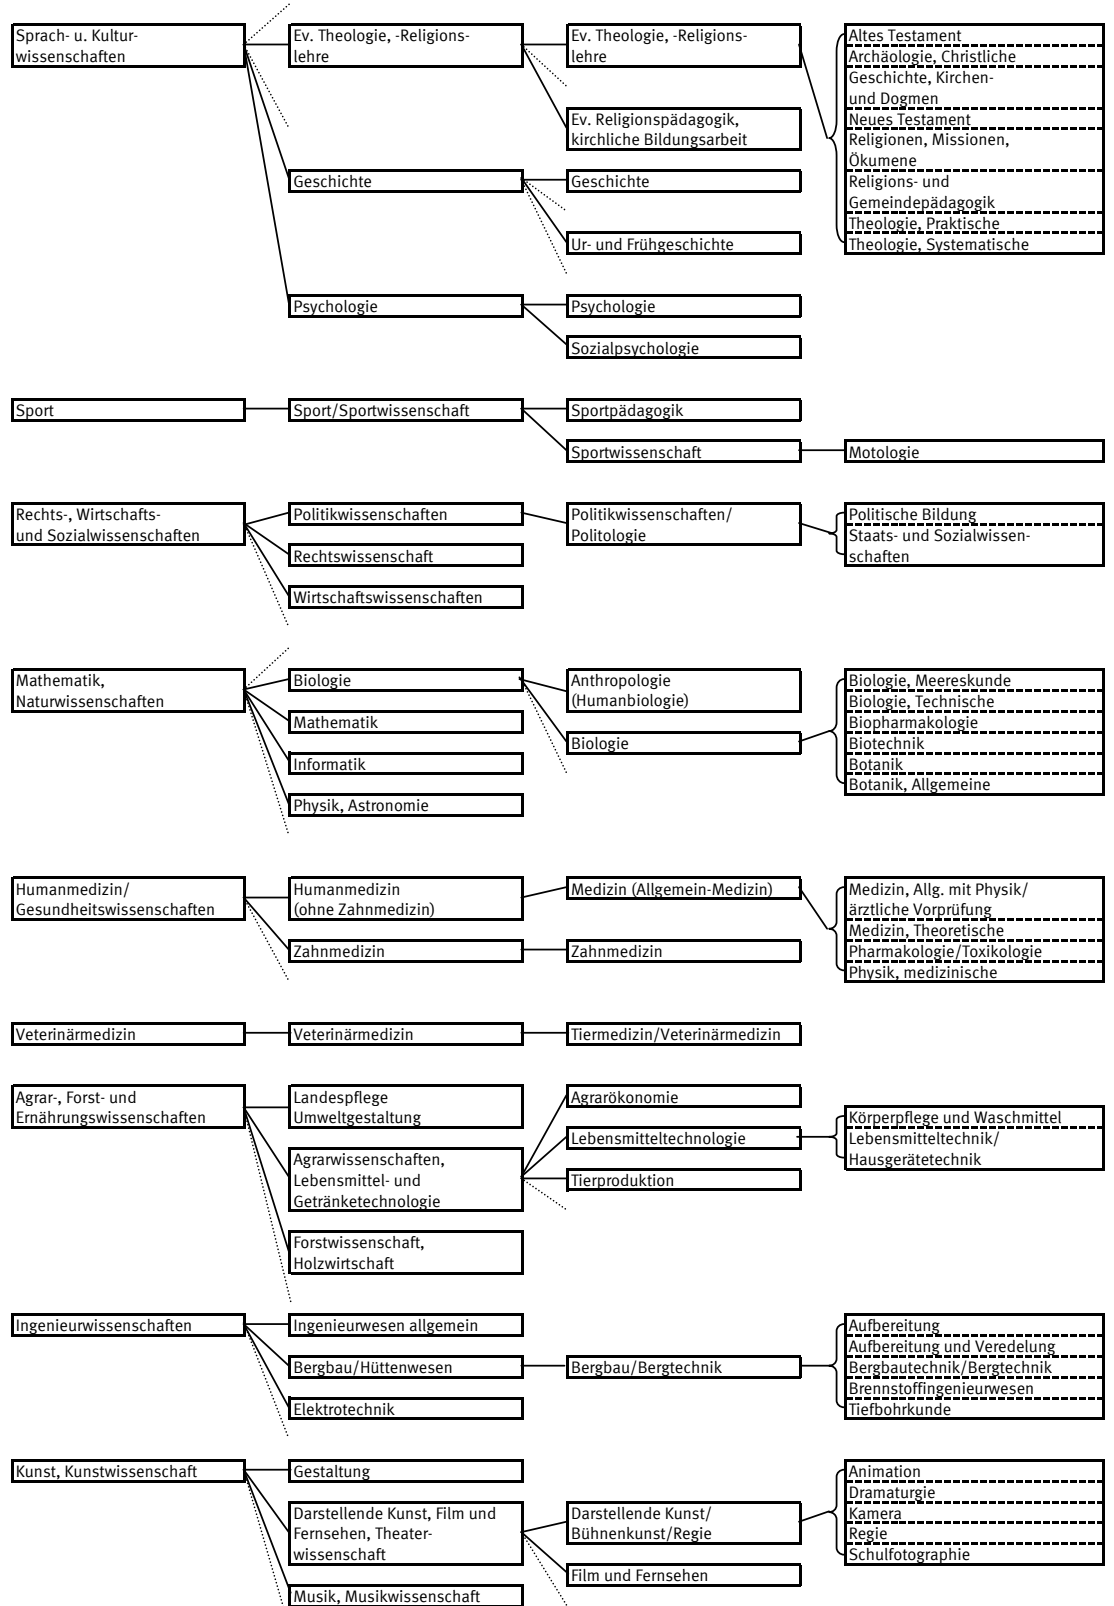 Sprach- u. Kultur-
wissenschaften
Ev. Theologie, -Religions-
lehre
Ev. Theologie, -Religions-
lehre
Altes Testament
Archäologie, Christliche
Geschichte, Kirchen-
und Dogmen
Neues Testament
Religionen, Missionen,
Ökumene
Religions- und
Gemeindepädagogik
Theologie, Praktische
Theologie, Systematische
Ev. Religionspädagogik,
kirchliche Bildungsarbeit
Geschichte
Geschichte
Ur- und Frühgeschichte
Psychologie
Psychologie
Sozialpsychologie
Sport
Sport/Sportwissenschaft
Sportpädagogik
Sportwissenschaft
Motologie
Rechts-, Wirtschafts-
und Sozialwissenschaften
Politikwissenschaften
Politikwissenschaften/
Politologie
Politische Bildung
Staats- und Sozialwissen-
schaften
Rechtswissenschaft
Wirtschaftswissenschaften
Mathematik,
Naturwissenschaften
Biologie
Anthropologie
(Humanbiologie)
Biologie, Meereskunde
Biologie, Technische
Biopharmakologie
Biotechnik
Botanik
Botanik, Allgemeine
Mathematik
Biologie
Informatik
Physik, Astronomie
Humanmedizin/
Gesundheitswissenschaften
Humanmedizin
(ohne Zahnmedizin)
Medizin (Allgemein-Medizin)
Medizin, Allg. mit Physik/
ärztliche Vorprüfung
Medizin, Theoretische
Pharmakologie/Toxikologie
Physik, medizinische
Zahnmedizin
Zahnmedizin
Veterinärmedizin
Veterinärmedizin
Tiermedizin/Veterinärmedizin
Agrar-, Forst- und
Ernährungswissenschaften
Landespflege
Umweltgestaltung
Agrarökonomie
Lebensmitteltechnologie
Körperpflege und Waschmittel
Lebensmitteltechnik/
Hausgerätetechnik
Agrarwissenschaften,
Lebensmittel- und
Getränketechnologie
Tierproduktion
Forstwissenschaft,
Holzwirtschaft
Ingenieurwissenschaften
Ingenieurwesen allgemein
Bergbau/Hüttenwesen
Bergbau/Bergtechnik
Aufbereitung
Aufbereitung und Veredelung
Bergbautechnik/Bergtechnik
Brennstoffingenieurwesen
Tiefbohrkunde
Elektrotechnik
Kunst, Kunstwissenschaft
Gestaltung
Darstellende Kunst, Film und
Fernsehen, Theater-
wissenschaft
Darstellende Kunst/
Bühnenkunst/Regie
Animation
Dramaturgie
Kamera
Regie
Schulfotographie
Film und Fernsehen
Musik, Musikwissenschaft